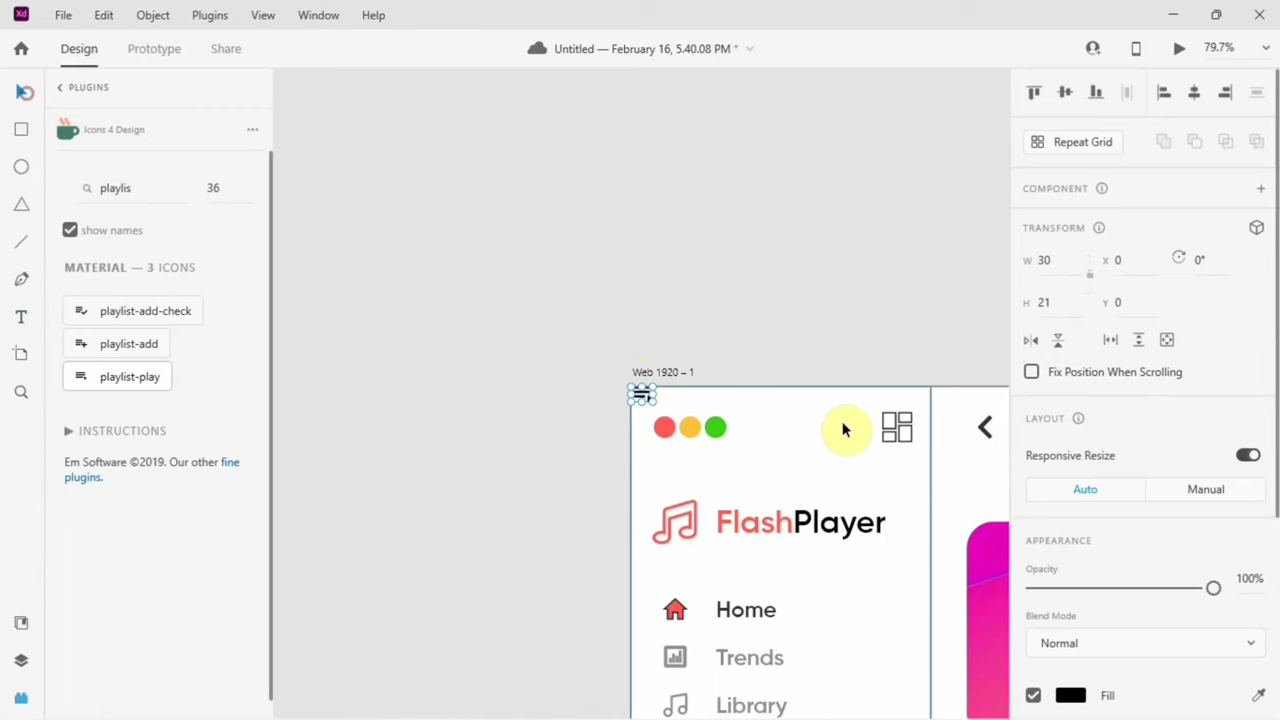 Xd File Edit Object Plugins View Window Help
Design Prototype Share Untitled — February 16, 5.40.08 PM * 79.7%
PLUGINS
Icons 4 Design
playlis 36
show names
MATERIAL — 3 ICONS
playlist-add-check
playlist-add
playlist-play
INSTRUCTIONS
Em Software ©2019. Our other fine
plugins.
Web 1920 – 1
FlashPlayer
Home
Trends
Library
Repeat Grid
COMPONENT
TRANSFORM
W 30 X 0 0°
H 21 Y 0
Fix Position When Scrolling
LAYOUT
Responsive Resize
Auto Manual
APPEARANCE
Opacity
100%
Blend Mode
Normal
Fill